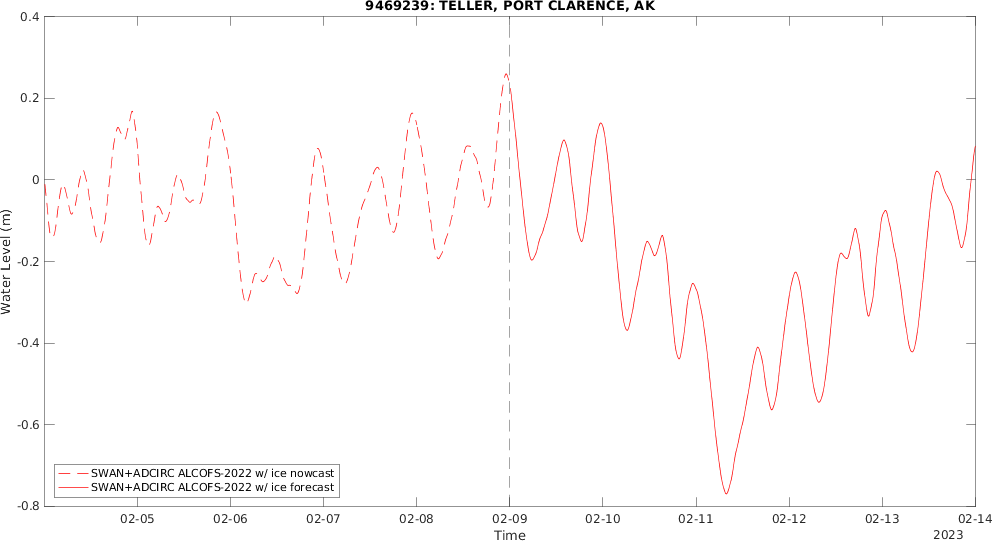 9469239: TELLER, PORT CLARENCE, AK
0.4
0.2
0
-0.2
-0.4
-0.6
-0.8
Water Level (m)
SWAN+ADCIRC ALCOFS-2022 w/ ice nowcast
SWAN+ADCIRC ALCOFS-2022 w/ ice forecast
02-05 02-06 02-07 02-08 02-09 02-10 02-11 02-12 02-13 02-14
Time
2023